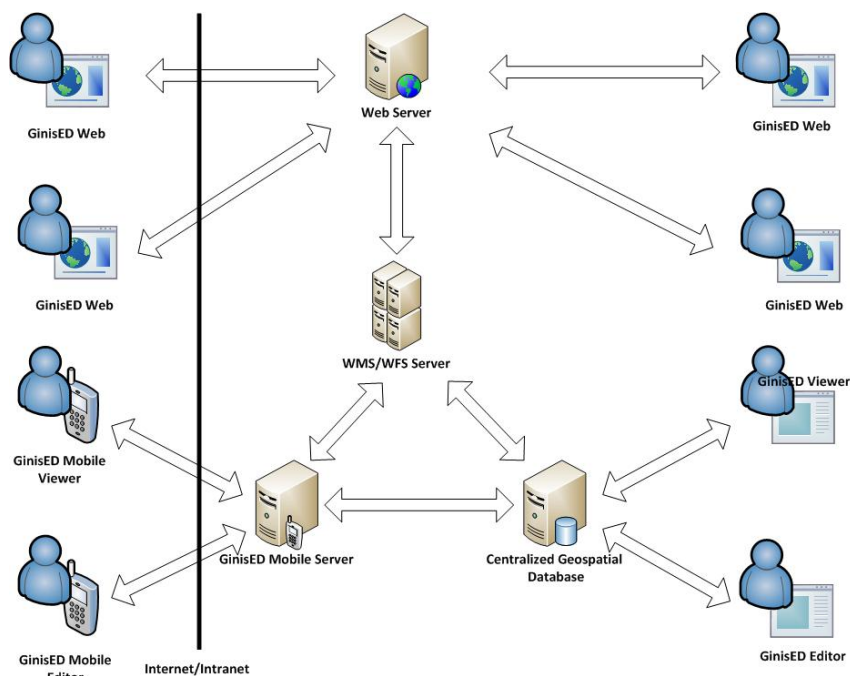 GinisED Web
Web Server
GinisED Web
GinisED Web
GinisED Web
WMS/WFS Server
GinisED Viewer
GinisED Mobile
Viewer
GinisED Mobile Server
Centralized Geospatial
Database
GinisED Mobile
Editor
GinisED Editor
Internet/Intranet